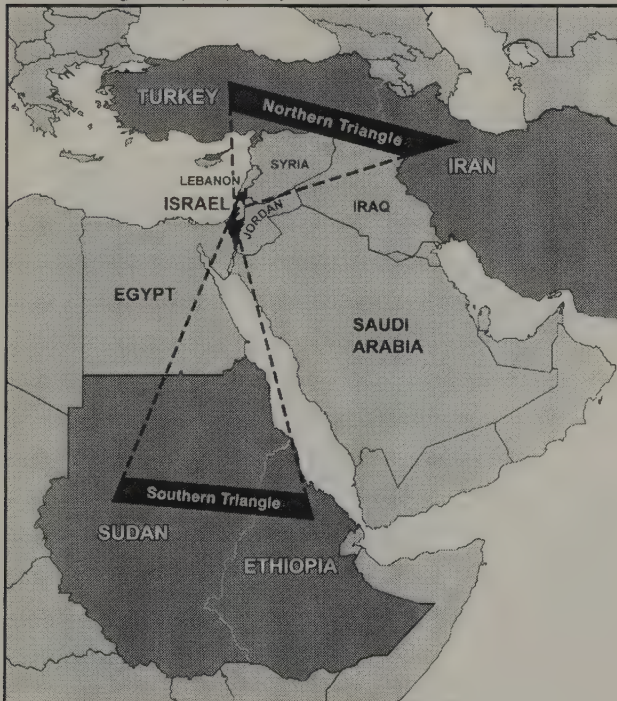 TURKEY
Northern Triangle
IRAN
SYRIA
LEBANON
ISRAEL
JORDAN
IRAQ
EGYPT
SAUDI
ARABIA
Southern Triangle
SUDAN
ETHIOPIA